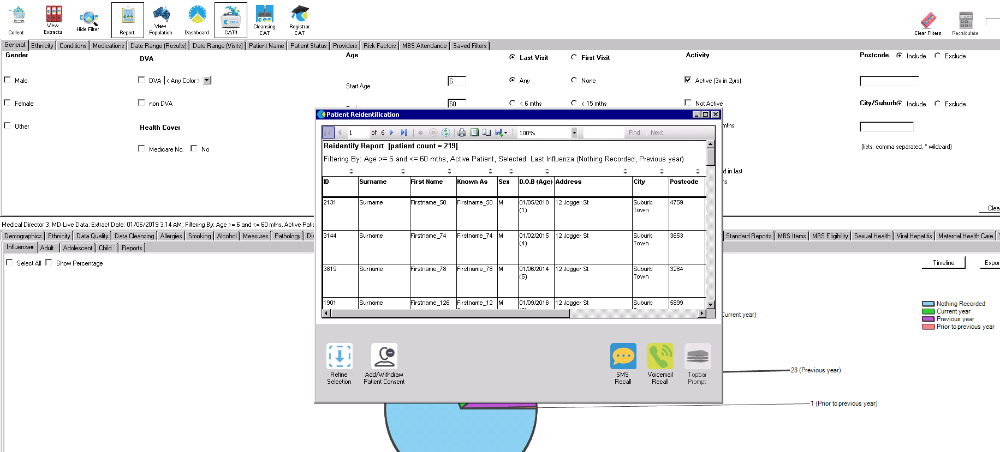 Collect
View Extracts
Hide Filter
Report
View Population
Dashboard
CAT 4
CAT4
Cleansing CAT
Registrar CAT
Clear Filters
Recalculate
General Ethnicity Conditions Medications Date Range (Results) Date Range (Visits) Patient Name Patient Status Providers Risk Factors MBS Attendance Saved Filters
Gender DVA Age Last Visit First Visit Activity Postcode Include Exclude
Male DVA < Any Color > Start Age 6 Any None Active (3x in 2yrs)
Female non DVA 60 < 6 mths < 15 mths Not Active City/Suburb Include Exclude
Other Health Cover mths
Medicare No. No (lists: comma separated, * wildcard)
d in last
Clea
Patient Reidentification
1 of 6 100% Find Next
Reidentify Report [patient count = 219]
Filtering By: Age >= 6 and <= 60 mths, Active Patient, Selected: Last Influenza (Nothing Recorded, Previous year)
ID Surname First Name Known As Sex D.O.B (Age) Address City Postcode
2131 Surname Firstname_50 Firstname_50 M 01/05/2018 (1) 12 Jogger St Suburb Town 4759
3144 Surname Firstname_74 Firstname_74 M 01/02/2015 (4) 12 Jogger St Suburb Town 3653
3819 Surname Firstname_78 Firstname_78 M 01/06/2014 (5) 12 Jogger St Suburb Town 3284
1901 Surname Firstname_126 Firstname_12 M 01/09/2016 12 Jogger St Suburb 5899
Refine Selection
Add/Withdraw Patient Consent
SMS Recall
Voicemail Recall
Topbar Prompt
Medical Director 3, MD Live Data; Extract Date: 01/06/2019 3:14 AM; Filtering By: Age >= 6 and <= 60 mths, Active Patie
Demographics Ethnicity Data Quality Data Cleansing Allergies Smoking Alcohol Measures Pathology Dis Standard Reports MBS Items MBS Eligibility Sexual Health Viral Hepatitis Maternal Health Care
Influenza• Adult Adolescent Child Reports
Select All Show Percentage Timeline Expor
Nothing Recorded
Current year
Previous year
Prior to previous year
Current year)
28 (Previous year)
1 (Prior to previous year)